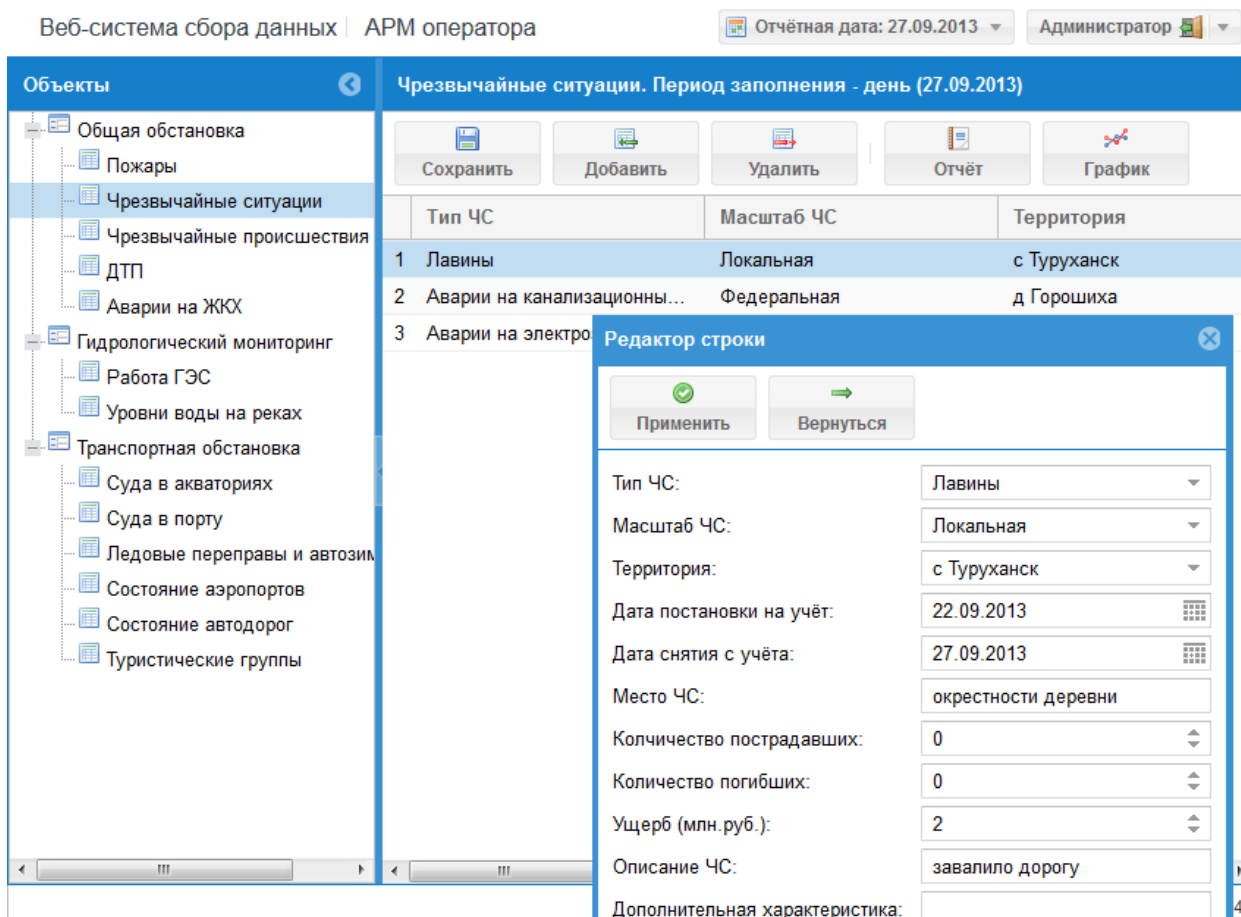 Веб-система сбора данных АРМ оператора Отчётная дата: 27.09.2013 Администратор
Объекты
Общая обстановка
Пожары
Чрезвычайные ситуации
Чрезвычайные происшествия
ДТП
Аварии на ЖКХ
Гидрологический мониторинг
Работа ГЭС
Уровни воды на реках
Транспортная обстановка
Суда в акваториях
Суда в порту
Ледовые переправы и автозим
Состояние аэропортов
Состояние автодорог
Туристические группы
Чрезвычайные ситуации. Период заполнения - день (27.09.2013)
Сохранить Добавить Удалить Отчёт График
Тип ЧС Масштаб ЧС Территория
1 Лавины Локальная с Туруханск
2 Аварии на канализационны... Федеральная д Горошиха
3 Аварии на электро
Редактор строки
Применить Вернуться
Тип ЧС: Лавины
Масштаб ЧС: Локальная
Территория: с Туруханск
Дата постановки на учёт: 22.09.2013
Дата снятия с учёта: 27.09.2013
Место ЧС: окрестности деревни
Колчичество пострадавших: 0
Количество погибших: 0
Ущерб (млн.руб.): 2
Описание ЧС: завалило дорогу
Дополнительная характеристика: